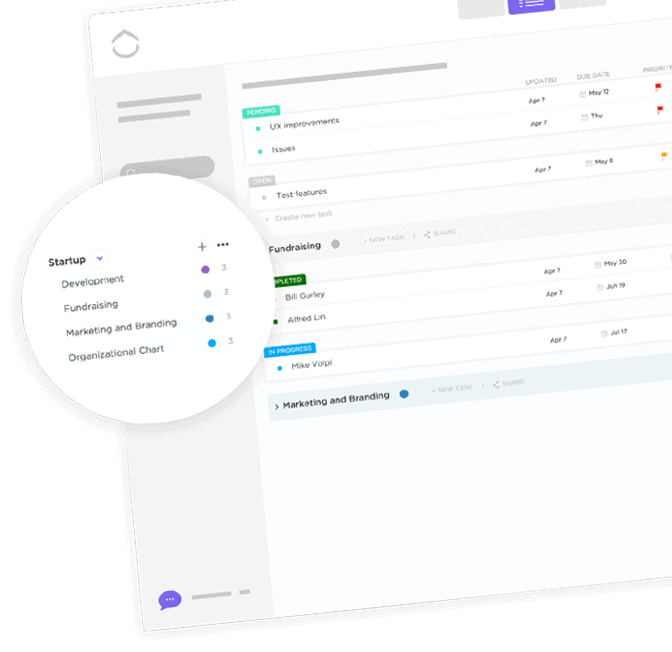 UPDATED DUE DATE PRIORITY
PENDING
UX improvements Apr 7 May 12
Issues Apr 7 Thu
OPEN
Test features Apr 7 May 8
+ Create new task
Fundraising + NEW TASK | SHARE
PLETED
Bill Gurley Apr 7 May 30
Alfred Lin Apr 7 Jun 19
IN PROGRESS
Mike Volpi Apr 7 Jul 17
Marketing and Branding + NEW TASK | SHARE
Startup
Development 3
Fundraising 3
Marketing and Branding 3
Organizational Chart 3